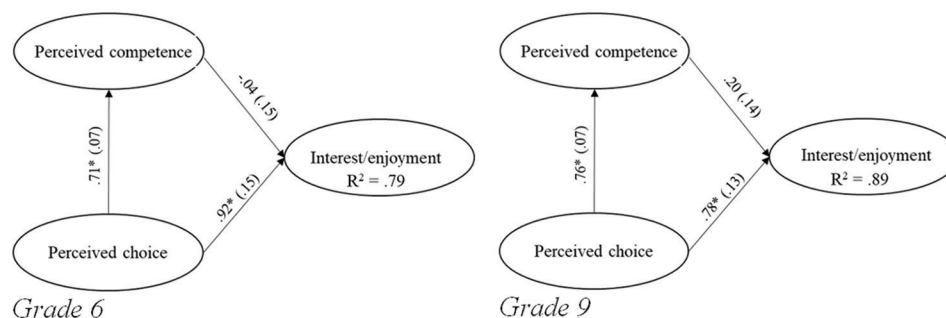 Perceived competence
-.04 (.15)
.71* (.07)
Interest/enjoyment
R² = .79
.92* (.15)
Perceived choice
Grade 6
Perceived competence
.20 (.14)
.76* (.07)
Interest/enjoyment
R² = .89
.78* (.13)
Perceived choice
Grade 9